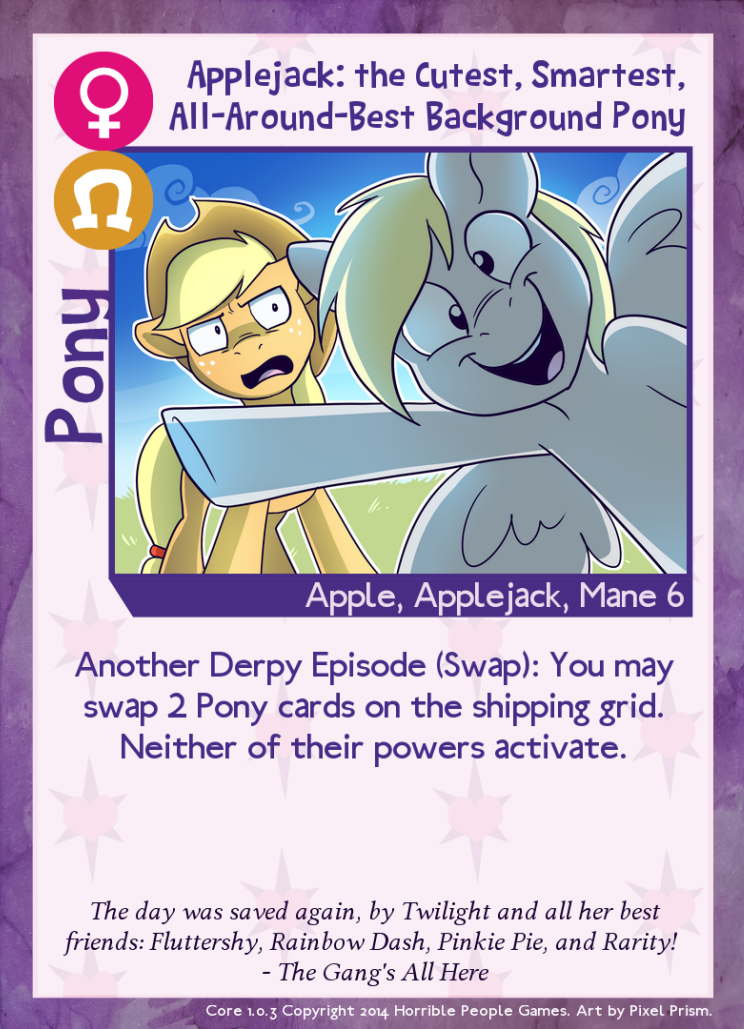 Applejack: the Cutest, Smartest,
All-Around-Best Background Pony
Pony
Apple, Applejack, Mane 6
Another Derpy Episode (Swap): You may
swap 2 Pony cards on the shipping grid.
Neither of their powers activate.
The day was saved again, by Twilight and all her best
friends: Fluttershy, Rainbow Dash, Pinkie Pie, and Rarity!
- The Gang's All Here
Core 1.0.3 Copyright 2014 Horrible People Games. Art by Pixel Prism.